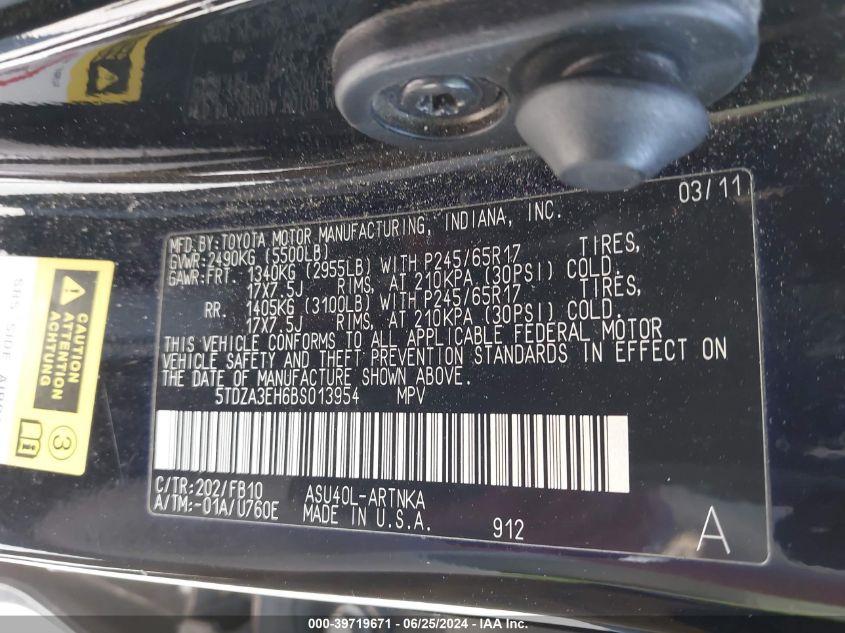 03/11
MFD.BY:TOYOTA MOTOR MANUFACTURING, INDIANA, INC.
GVWR:2490KG (5500LB)
GAWR:FRT. 1340KG (2955LB) WITH P245/65R17 TIRES,
17X7.5J RIMS, AT 210KPA (30PSI) COLD.
RR. 1405KG (3100LB) WITH P245/65R17 TIRES,
17X7.5J RIMS, AT 210KPA (30PSI) COLD.
THIS VEHICLE CONFORMS TO ALL APPLICABLE FEDERAL MOTOR
VEHICLE SAFETY AND THEFT PREVENTION STANDARDS IN EFFECT ON
THE DATE OF MANUFACTURE SHOWN ABOVE.
5TDZA3EH6BS013954 MPV
C/TR:202/FB10 ASU40L-ARTNKA
A/TM:-01A/U760E MADE IN U.S.A.
912
A
CAUTION
ATTENTION
ACHTUNG
3
SRS SIDE
000-39719671 - 06/25/2024 - IAA Inc.